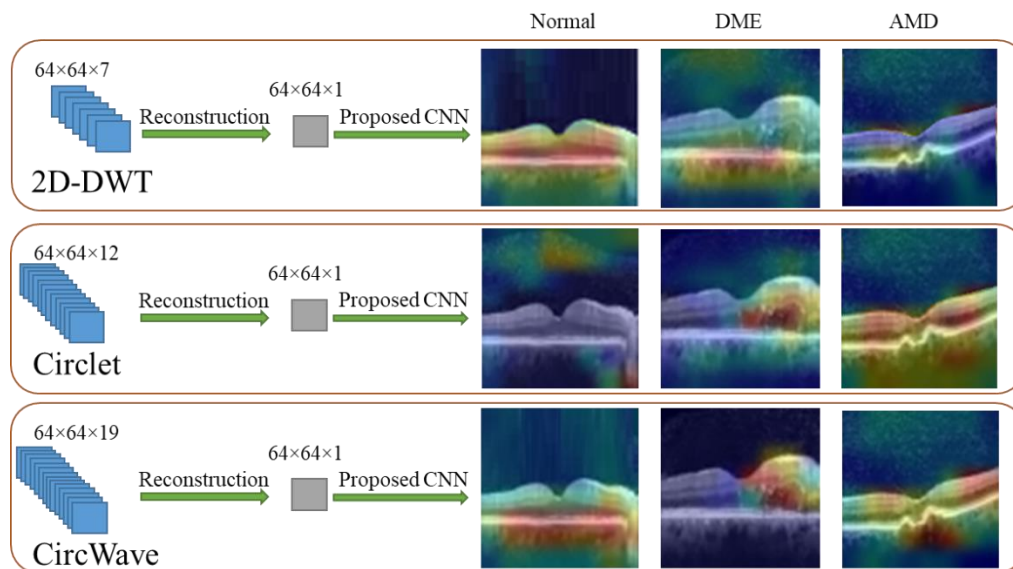 Normal DME AMD
64×64×7
64×64×1
Reconstruction Proposed CNN
2D-DWT
64×64×12
64×64×1
Reconstruction Proposed CNN
Circlet
64×64×19
64×64×1
Reconstruction Proposed CNN
CircWave